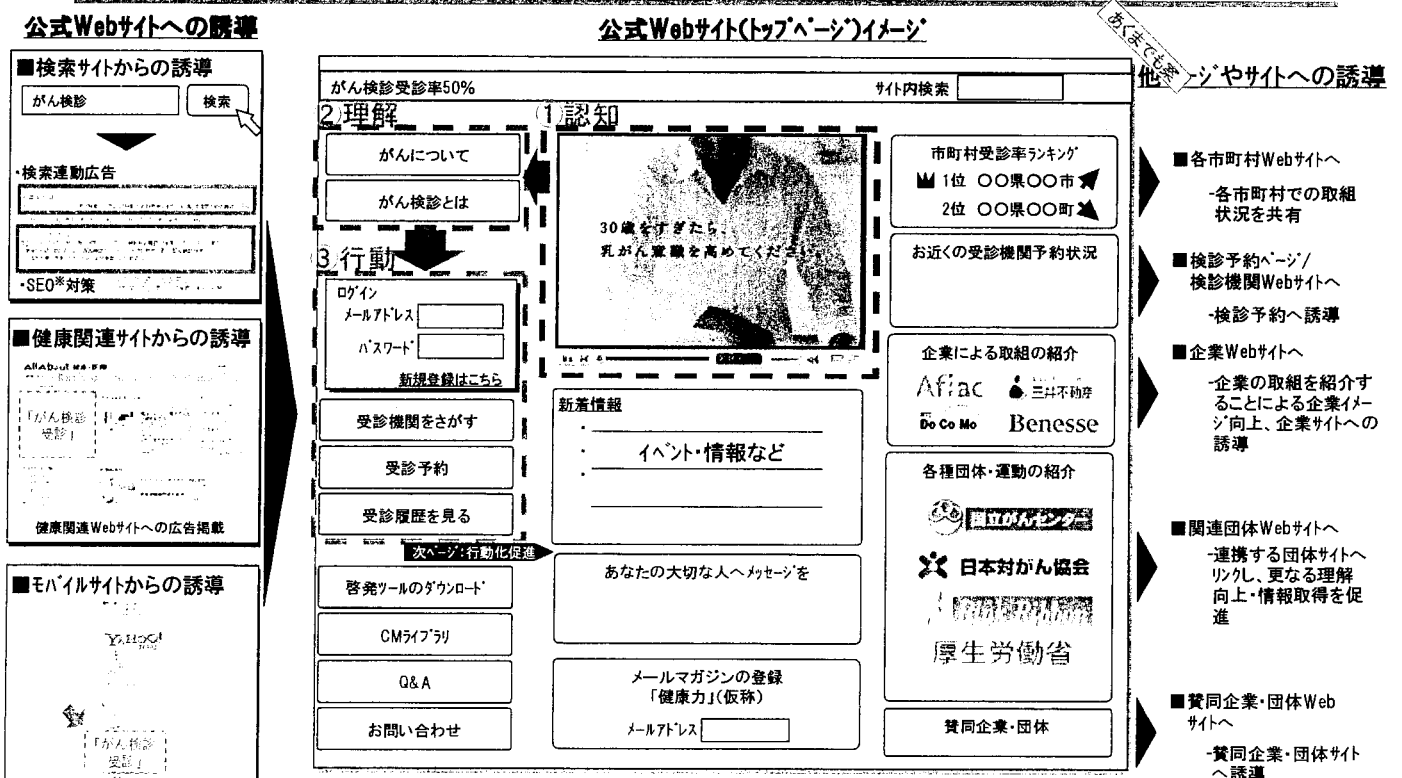 公式Webサイトへの誘導
■検索サイトからの誘導
がん検診
検索
・検索連動広告
・SEO※対策
■健康関連サイトからの誘導
AllAbout
「がん検診
受診」
健康関連Webサイトへの広告掲載
■モバイルサイトからの誘導
YAHOO!
「がん検診
受診」
公式Webサイト(トップページ)イメージ
あくまでも案
がん検診受診率50%
サイト内検索
②理解
がんについて
がん検診とは
③行動
ログイン
メールアドレス
パスワード
新規登録はこちら
受診機関をさがす
受診予約
受診履歴を見る
次ページ:行動化促進
啓発ツールのダウンロード
CMライブラリ
Q&A
お問い合わせ
①認知
30歳をすぎたら、
乳がん意識を高めてください。
新着情報
・
・ イベント・情報など
・
あなたの大切な人へメッセージを
メールマガジンの登録
「健康力」(仮称)
メールアドレス
市町村受診率ランキング
1位 〇〇県〇〇市
2位 〇〇県〇〇町
お近くの受診機関予約状況
企業による取組の紹介
Aflac
三井不動産
DoCoMo
Benesse
各種団体・運動の紹介
国立がんセンター
日本対がん協会
Pink Ribbon
厚生労働省
賛同企業・団体
他ページやサイトへの誘導
■各市町村Webサイトへ
-各市町村での取組
状況を共有
■検診予約ページ/
検診機関Webサイトへ
-検診予約へ誘導
■企業Webサイトへ
-企業の取組を紹介す
ることによる企業イメー
ジ向上、企業サイトへの
誘導
■関連団体Webサイトへ
-連携する団体サイトへ
リンクし、更なる理解
向上・情報取得を促
進
■賛同企業・団体Web
サイトへ
-賛同企業・団体サイト
へ誘導